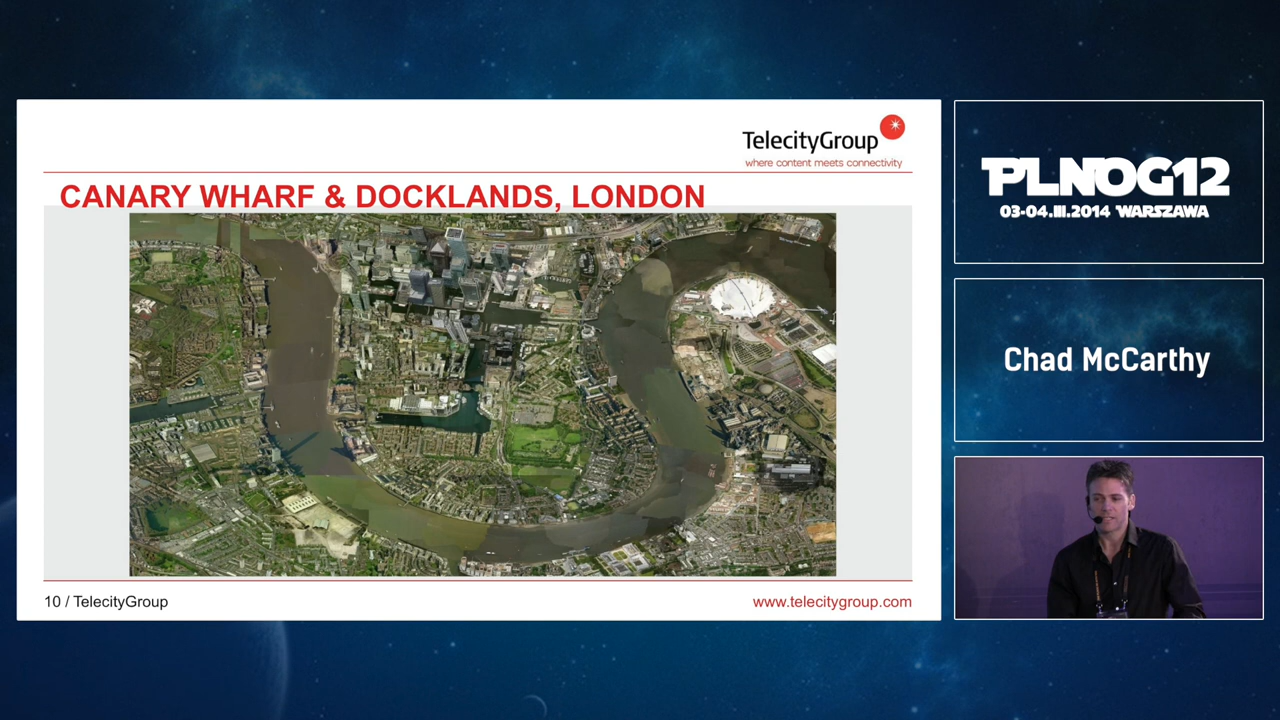 TelecityGroup
where content meets connectivity
CANARY WHARF & DOCKLANDS, LONDON
10 / TelecityGroup
www.telecitygroup.com
PLNOG12
03-04.III.2014 WARSZAWA
Chad McCarthy